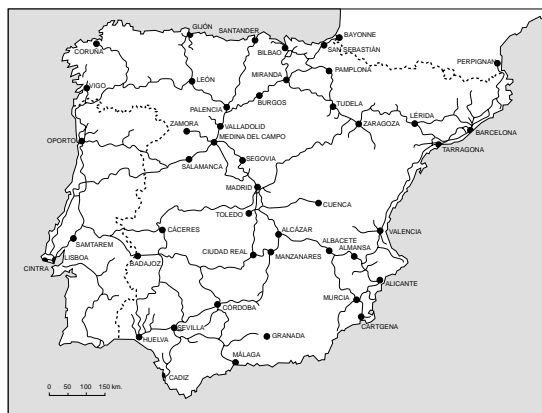 GIJÓN
SANTANDER
BAYONNE
CORUÑA
BILBAO
SAN SEBASTIÁN
PERPIGNAN
VIGO
LEÓN
MIRANDA
PAMPLONA
PALENCIA
BURGOS
TUDELA
ZAMORA
VALLADOLID
ZARAGOZA
LÉRIDA
BARCELONA
OPORTO
MEDINA DEL CAMPO
TARRAGONA
SALAMANCA
SEGOVIA
MADRID
CUENCA
TOLEDO
CÁCERES
ALCÁZAR
VALENCIA
SAMTAREM
LISBOA
CINTRA
BADAJOZ
CIUDAD REAL
MANZANARES
ALBACETE
ALMANSA
ALICANTE
MURCIA
CÓRDOBA
CARTGENA
HUELVA
SEVILLA
GRANADA
MÁLAGA
CADIZ
0 50 100 150 km.